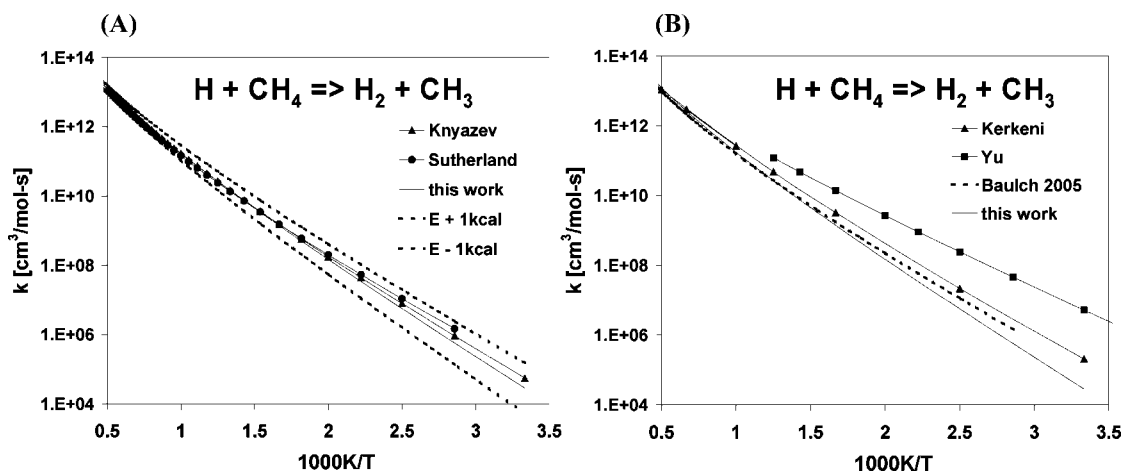 (A)
H + CH4 => H2 + CH3
Knyazev
Sutherland
this work
E + 1kcal
E - 1kcal
k [cm3/mol-s]
1.E+14
1.E+12
1.E+10
1.E+08
1.E+06
1.E+04
0.5 1 1.5 2 2.5 3 3.5
1000K/T
(B)
H + CH4 => H2 + CH3
Kerkeni
Yu
Baulch 2005
this work
k [cm3/mol-s]
1.E+14
1.E+12
1.E+10
1.E+08
1.E+06
1.E+04
0.5 1 1.5 2 2.5 3 3.5
1000K/T